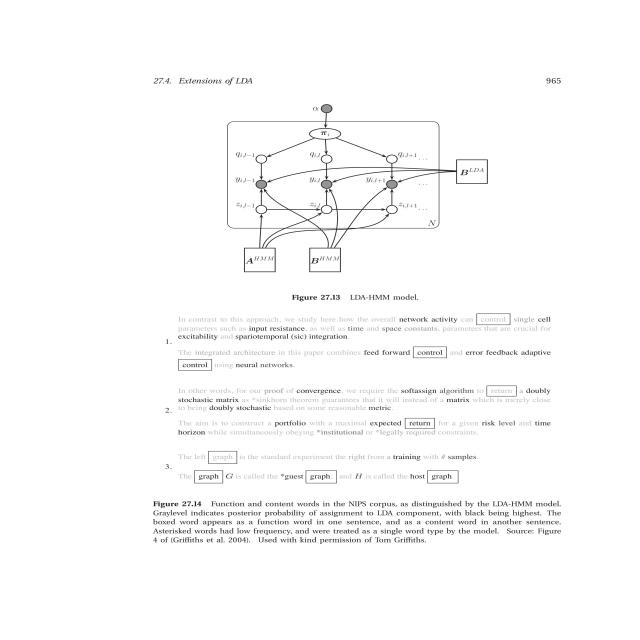 27.4. Extensions of LDA 965
α
π i
q i,l−1 q i,l q i,l+1 ...
y i,l−1 y i,l y i,l+1 ...
B LDA
z i,l−1 z i,l z i,l+1 ...
N
A HMM B HMM
Figure 27.13 LDA-HMM model.
In contrast to this approach, we study here how the overall network activity can control single cell
parameters such as input resistance, as well as time and space constants, parameters that are crucial for
excitability and spariotemporal (sic) integration.
1.
The integrated architecture in this paper combines feed forward control and error feedback adaptive
control using neural networks.
In other words, for our proof of convergence, we require the softassign algorithm to return a doubly
stochastic matrix as *sinkhorn theorem guarantees that it will instead of a matrix which is merely close
to being doubly stochastic based on some reasonable metric.
2.
The aim is to construct a portfolio with a maximal expected return for a given risk level and time
horizon while simultaneously obeying *institutional or *legally required constraints.
The left graph is the standard experiment the right from a training with # samples.
3.
The graph G is called the *guest graph, and H is called the host graph.
Figure 27.14 Function and content words in the NIPS corpus, as distinguished by the LDA-HMM model.
Graylevel indicates posterior probability of assignment to LDA component, with black being highest. The
boxed word appears as a function word in one sentence, and as a content word in another sentence.
Asterisked words had low frequency, and were treated as a single word type by the model. Source: Figure
4 of (Griffiths et al. 2004). Used with kind permission of Tom Griffiths.